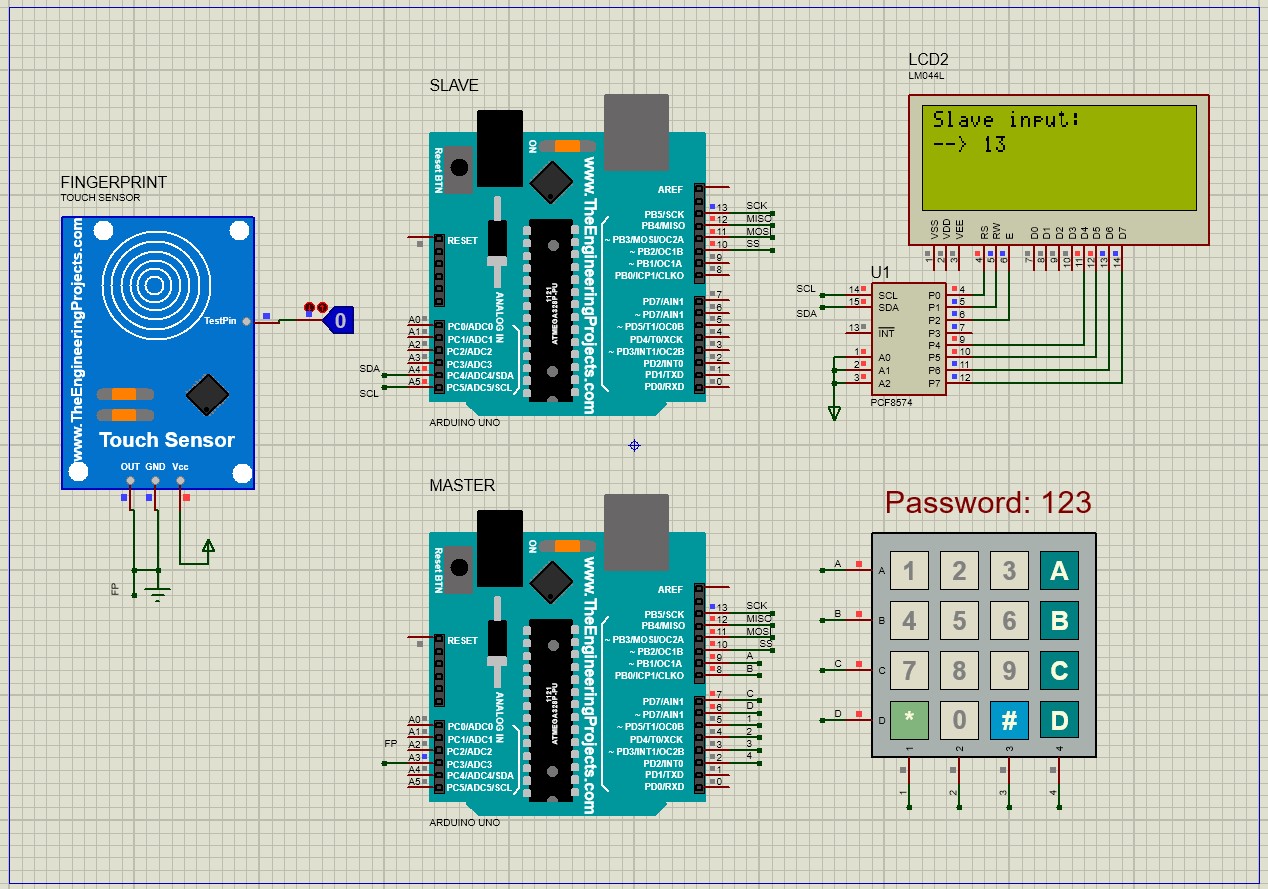 FINGERPRINT
TOUCH SENSOR
www.TheEngineeringProjects.com
TestPin
0
Touch Sensor
OUT GND Vcc
FP
SLAVE
Reset BTN
ON
www.TheEngineeringProjects.com
1121
ATMEGA328P-PU
ANALOG IN
RESET
A0 PC0/ADC0
A1 PC1/ADC1
A2 PC2/ADC2
A3 PC3/ADC3
SDA A4 PC4/ADC4/SDA
SCL A5 PC5/ADC5/SCL
AREF
PB5/SCK 13 SCK
PB4/MISO 12 MISO
~ PB3/MOSI/OC2A 11 MOSI
~ PB2/OC1B 10 SS
~ PB1/OC1A 9
PB0/ICP1/CLKO 8
PD7/AIN1 7
~ PD7/AIN1 6
~ PD5/T1/OC0B 5
PD4/T0/XCK 4
~ PD3/INT1/OC2B 3
PD2/INT0 2
PD1/TXD 1
PD0/RXD 0
ARDUINO UNO
LCD2
LM044L
Slave input:
--> 13
VSS VDD VEE RS RW E D0 D1 D2 D3 D4 D5 D6 D7
1 2 3 4 5 6 7 8 9 10 11 12 13 14
U1
SCL 14 SCL P0 4
SDA 15 SDA P1 5
P2 6
13 INT P3 7
P4 9
1 A0 P5 10
2 A1 P6 11
3 A2 P7 12
PCF8574
MASTER
Reset BTN
ON
www.TheEngineeringProjects.com
1121
ATMEGA328P-PU
ANALOG IN
RESET
A0 PC0/ADC0
A1 PC1/ADC1
FP A2 PC2/ADC2
A3 PC3/ADC3
A4 PC4/ADC4/SDA
A5 PC5/ADC5/SCL
AREF
PB5/SCK 13 SCK
PB4/MISO 12 MISO
~ PB3/MOSI/OC2A 11 MOSI
~ PB2/OC1B 10 SS
~ PB1/OC1A 9 A
PB0/ICP1/CLKO 8 B
PD7/AIN1 7 C
~ PD7/AIN1 6 D
~ PD5/T1/OC0B 5 1
PD4/T0/XCK 4 2
~ PD3/INT1/OC2B 3 3
PD2/INT0 2 4
PD1/TXD 1
PD0/RXD 0
ARDUINO UNO
Password: 123
A A 1 2 3 A
B B 4 5 6 B
C C 7 8 9 C
D D * 0 # D
1 2 3 4
1 2 3 4